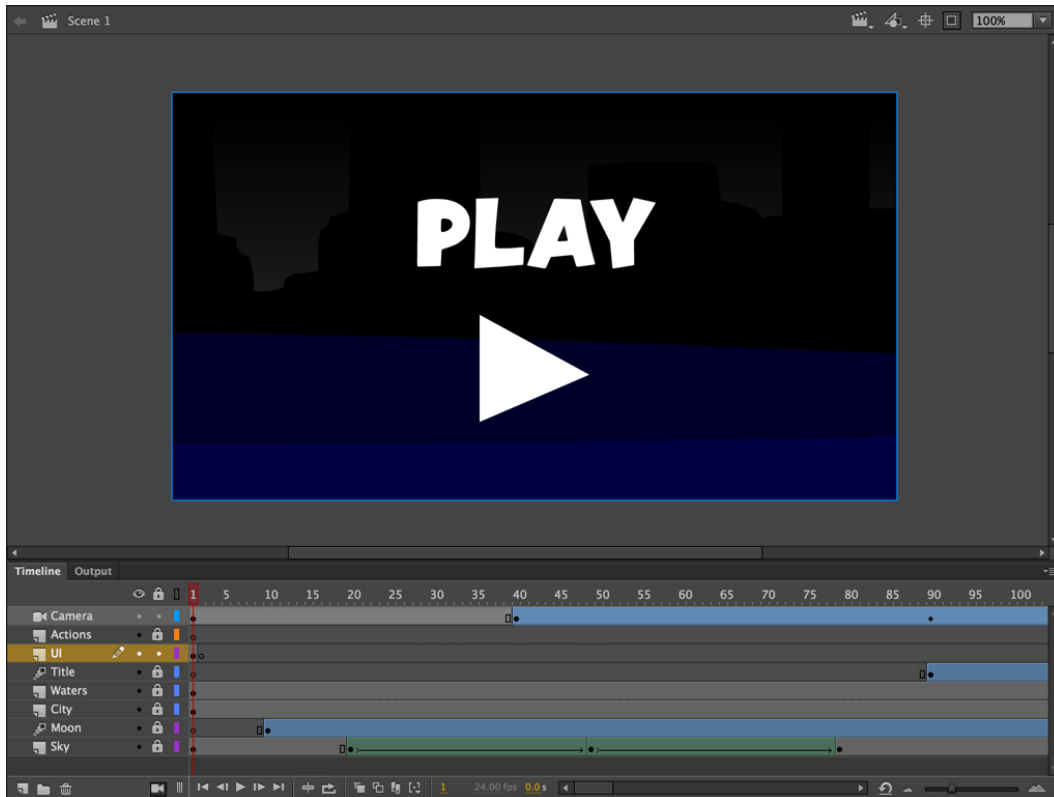 Scene 1
100%
PLAY
Timeline Output
1 5 10 15 20 25 30 35 40 45 50 55 60 65 70 75 80 85 90 95 100
Camera
Actions
UI
Title
Waters
City
Moon
Sky
1 24.00 fps 0.0 s